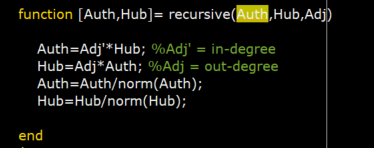 function [Auth,Hub]= recursive(Auth,Hub,Adj)
Auth=Adj'*Hub; %Adj' = in-degree
Hub=Adj*Auth; %Adj = out-degree
Auth=Auth/norm(Auth);
Hub=Hub/norm(Hub);
end